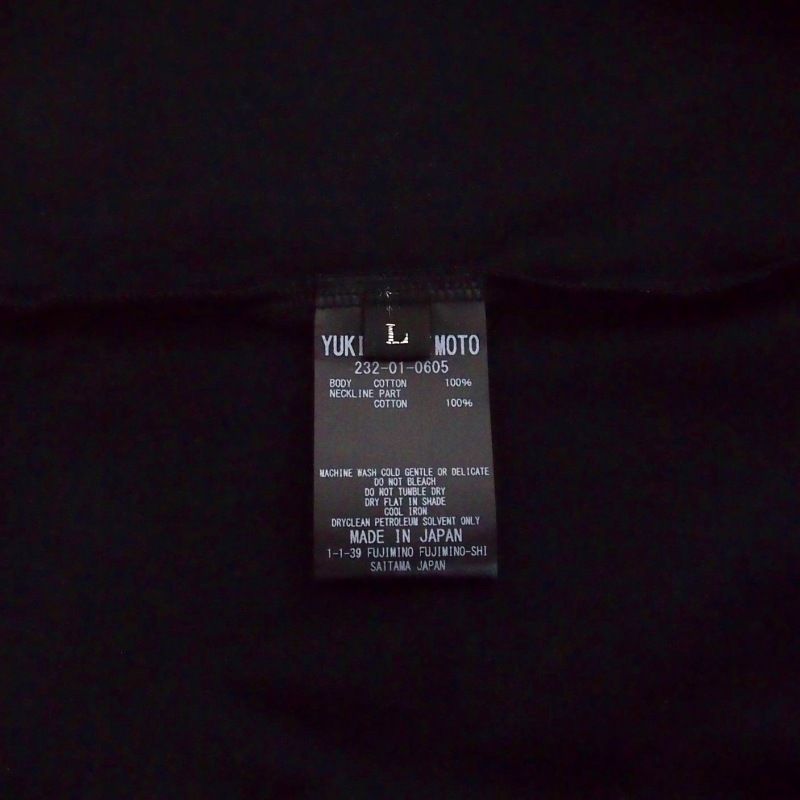 L
YUKI MOTO
232-01-0605
BODY COTTON 100%
NECKLINE PART
COTTON 100%
MACHINE WASH COLD GENTLE OR DELICATE
DO NOT BLEACH
DO NOT TUMBLE DRY
DRY FLAT IN SHADE
COOL IRON
DRYCLEAN PETROLEUM SOLVENT ONLY
MADE IN JAPAN
1-1-39 FUJIMINO FUJIMINO-SHI
SAITAMA JAPAN